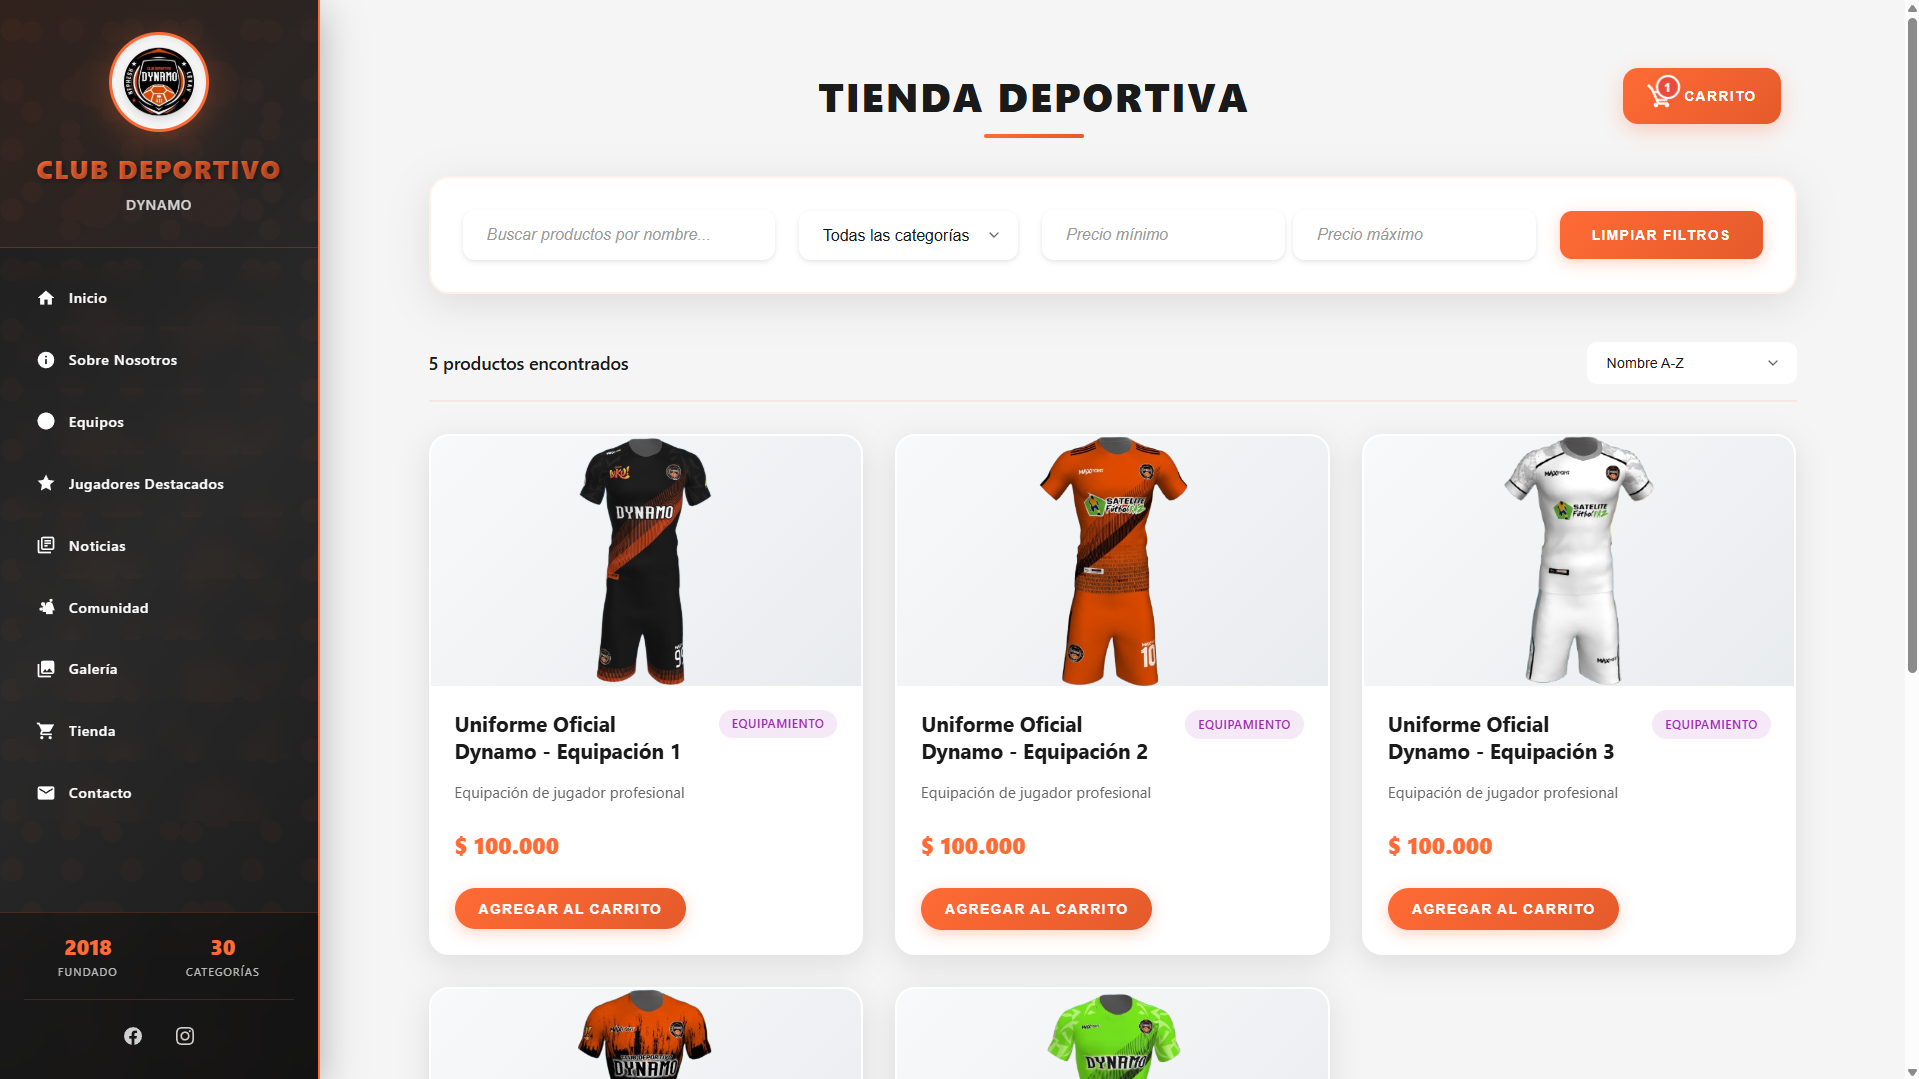 DYNAMO
CLUB DEPORTIVO
DYNAMO
Inicio
Sobre Nosotros
Equipos
Jugadores Destacados
Noticias
Comunidad
Galería
Tienda
Contacto
2018
FUNDADO
30
CATEGORÍAS
TIENDA DEPORTIVA
1
CARRITO
Buscar productos por nombre...
Todas las categorías
Precio mínimo
Precio máximo
LIMPIAR FILTROS
5 productos encontrados
Nombre A-Z
DYNAMO
SATELITE
10
SATELITE
Uniforme Oficial
Dynamo - Equipación 1
EQUIPAMIENTO
Equipación de jugador profesional
$ 100.000
AGREGAR AL CARRITO
Uniforme Oficial
Dynamo - Equipación 2
EQUIPAMIENTO
Equipación de jugador profesional
$ 100.000
AGREGAR AL CARRITO
Uniforme Oficial
Dynamo - Equipación 3
EQUIPAMIENTO
Equipación de jugador profesional
$ 100.000
AGREGAR AL CARRITO
DYNAMO
DYNAMO